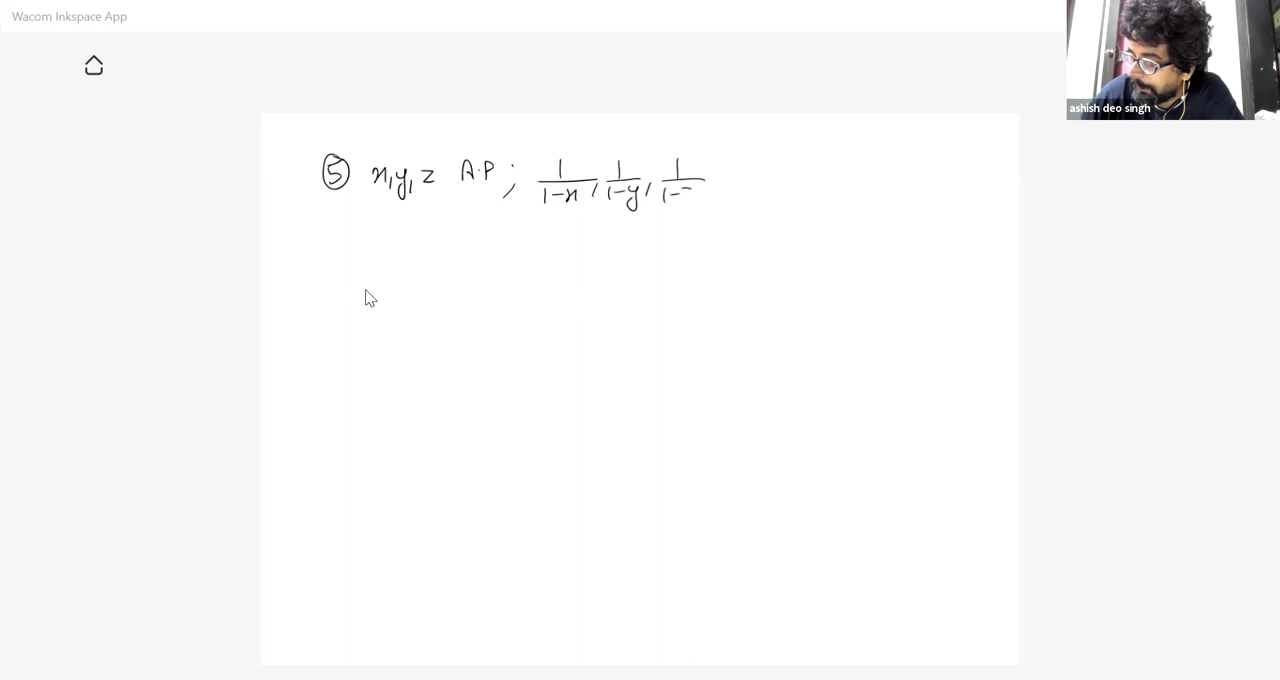 Wacom Inkspace App
ashish deo singh
⑤ x, y, z A.P ; 1/(1-x), 1/(1-y), 1/(1-